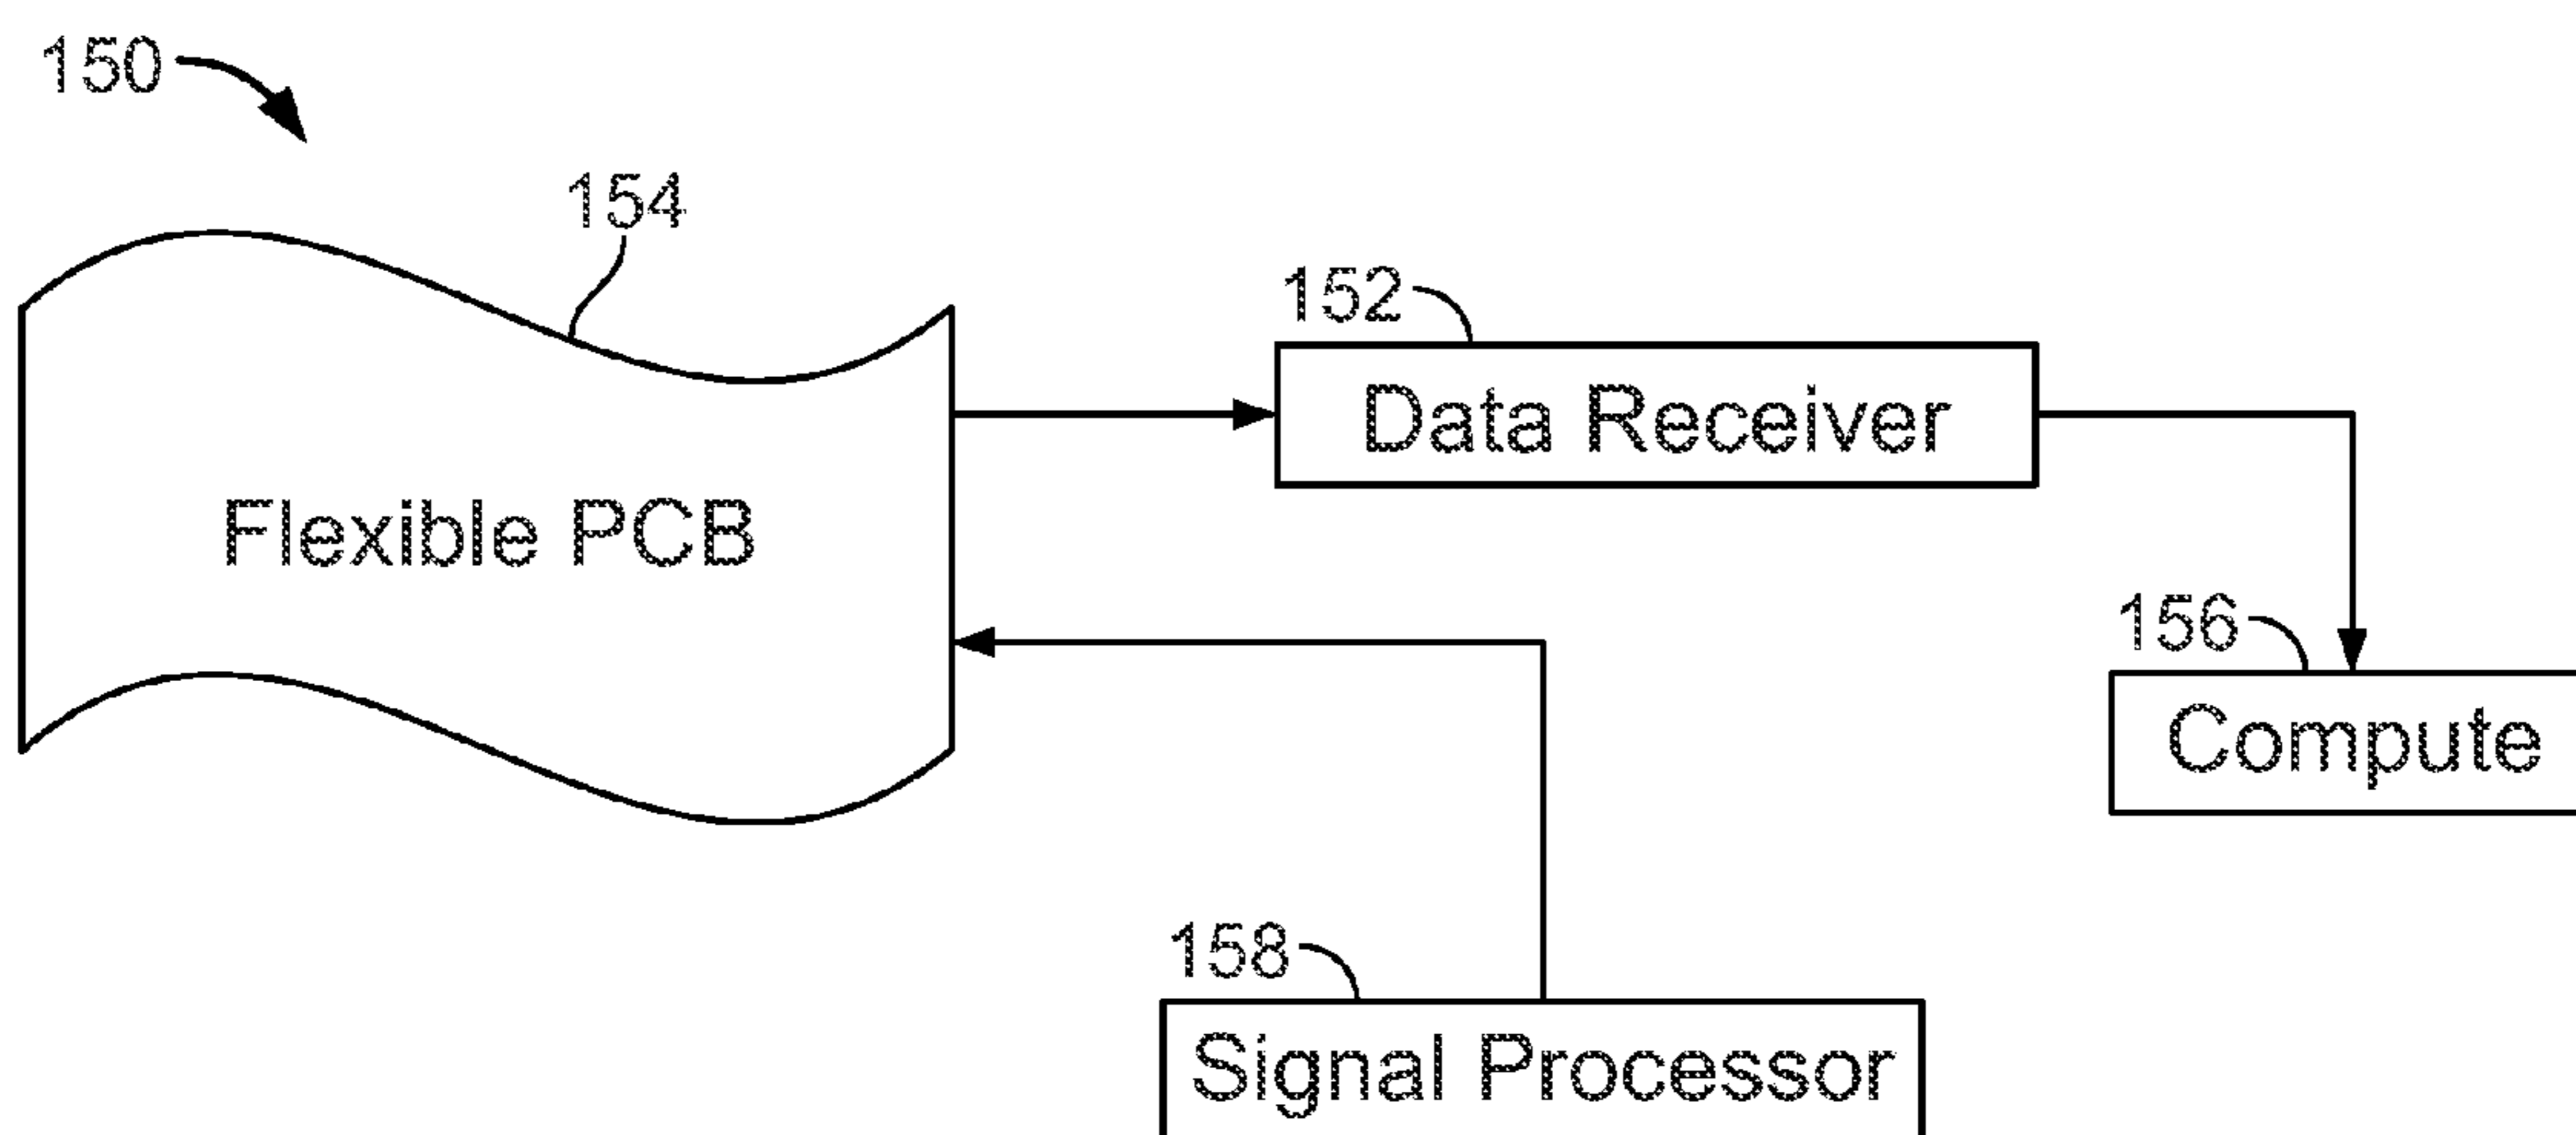 150
154
152
Data Receiver
Flexible PCB
156
Compute
158
Signal Processor